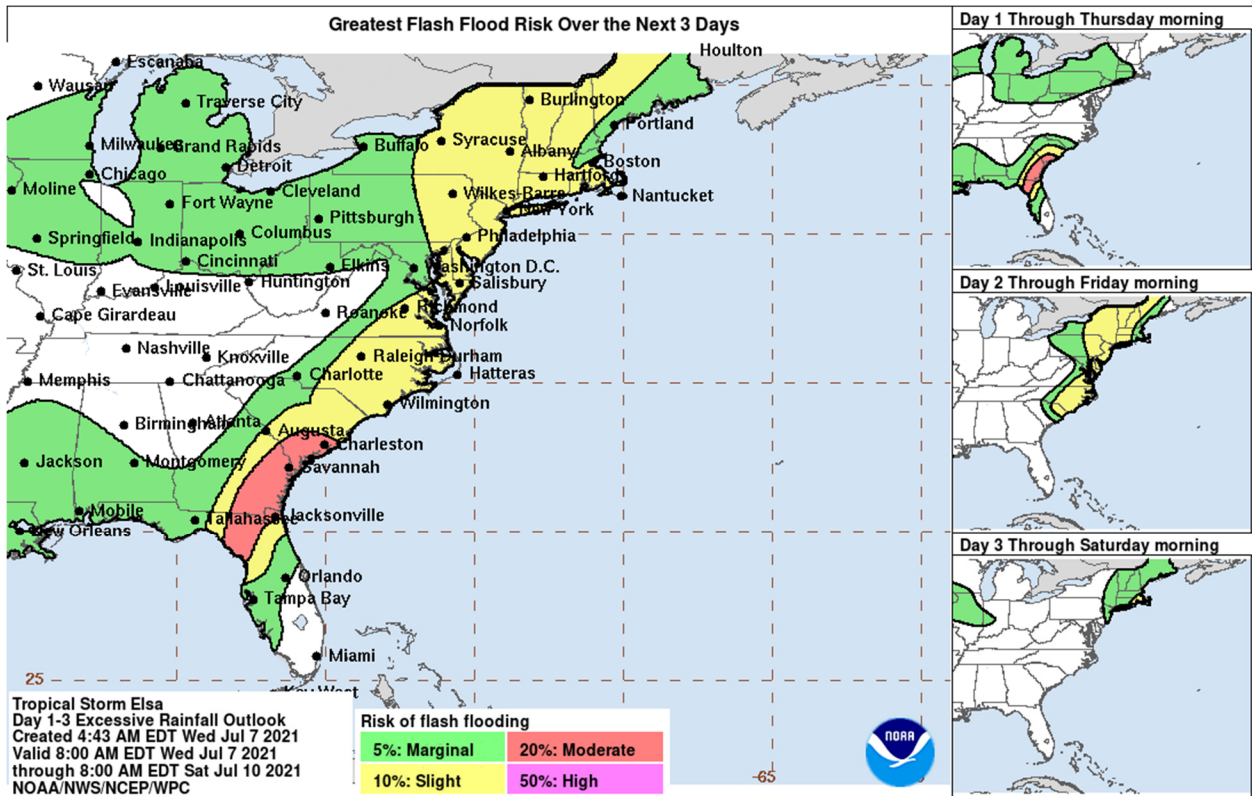 Greatest Flash Flood Risk Over the Next 3 Days
Houlton
Escanaba
Wausau
Traverse City
Burlington
Portland
Milwaukee
Grand Rapids
Buffalo
Syracuse
Albany
Boston
Detroit
Chicago
Hartford
Moline
Cleveland
Wilkes-Barre
Nantucket
Fort Wayne
New York
Pittsburgh
Springfield
Indianapolis
Columbus
Philadelphia
Cincinnati
Elkins
Washington D.C.
St. Louis
Louisville
Huntington
Salisbury
Evansville
Cape Girardeau
Roanoke
Richmond
Norfolk
Nashville
Knoxville
Raleigh Durham
Memphis
Chattanooga
Charlotte
Hatteras
Wilmington
Birmingham
Atlanta
Augusta
Charleston
Jackson
Montgomery
Savannah
Mobile
Tallahassee
Jacksonville
New Orleans
Orlando
Tampa Bay
Miami
25
Key West
-65
Tropical Storm Elsa
Day 1-3 Excessive Rainfall Outlook
Created 4:43 AM EDT Wed Jul 7 2021
Valid 8:00 AM EDT Wed Jul 7 2021
through 8:00 AM EDT Sat Jul 10 2021
NOAA/NWS/NCEP/WPC
Risk of flash flooding
5%: Marginal
20%: Moderate
10%: Slight
50%: High
NOAA
Day 1 Through Thursday morning
Day 2 Through Friday morning
Day 3 Through Saturday morning